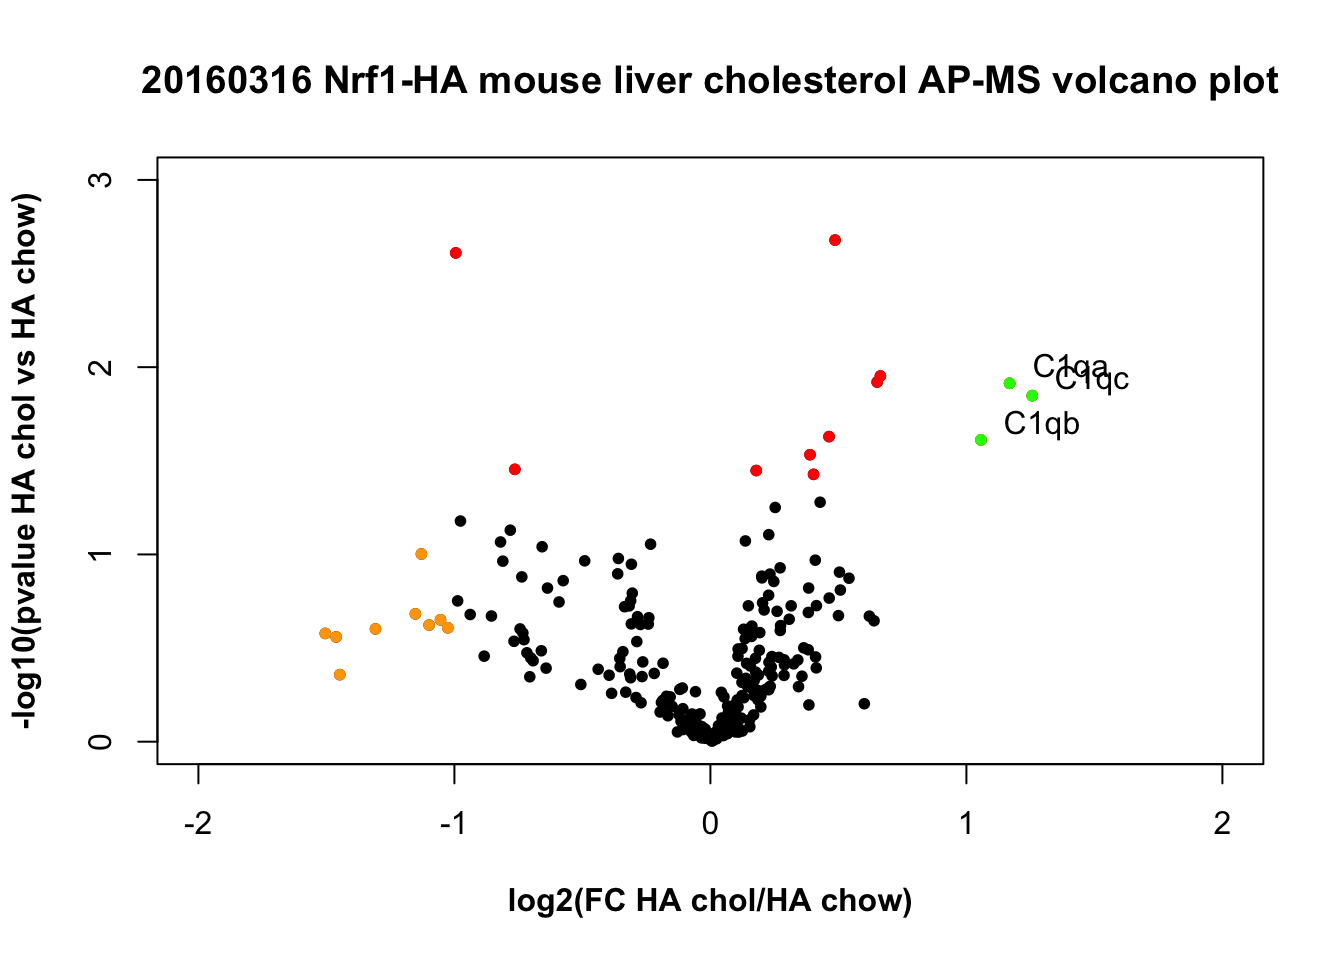 20160316 Nrf1-HA mouse liver cholesterol AP-MS volcano plot
-log10(pvalue HA chol vs HA chow)
3
2
1
0
C1qa
C1qc
C1qb
-2
-1
0
1
2
log2(FC HA chol/HA chow)